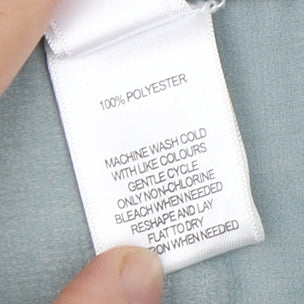 100% POLYESTER
MACHINE WASH COLD
WITH LIKE COLOURS
GENTLE CYCLE
ONLY NON-CHLORINE
BLEACH WHEN NEEDED
RESHAPE AND LAY
FLAT TO DRY
WHEN NEEDED